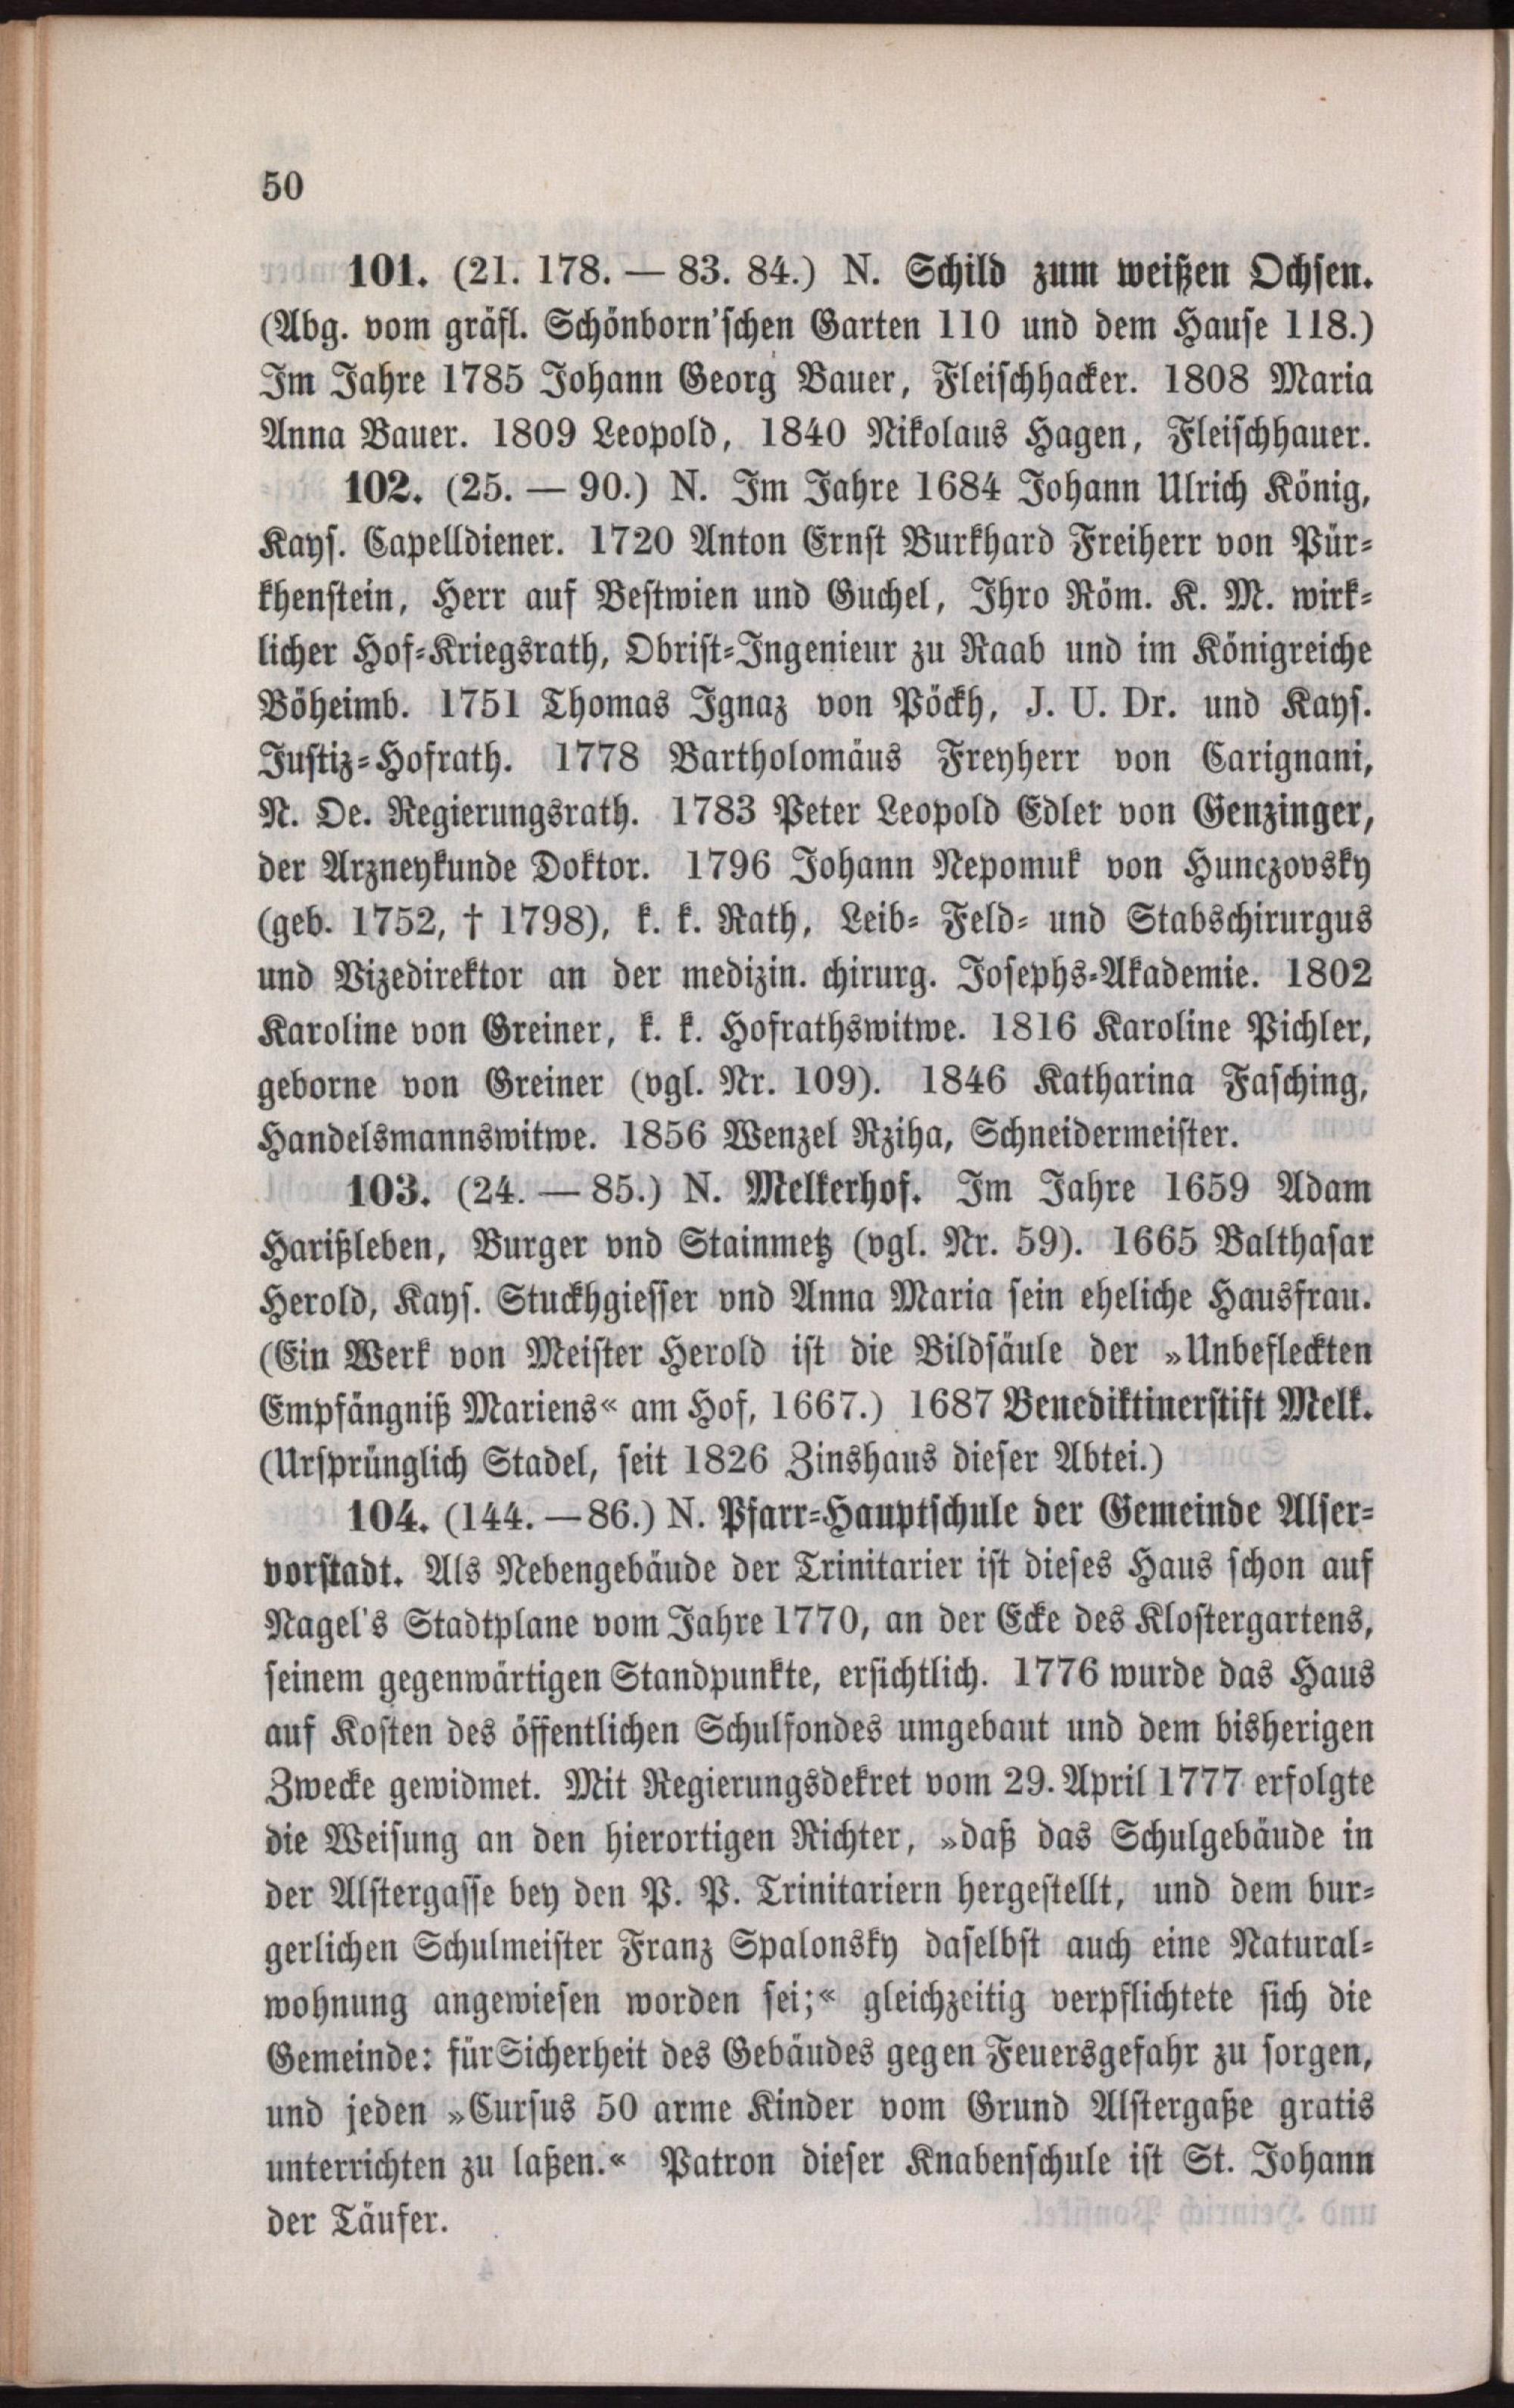 50
101. (21. 178. — 83. 84.) N. Schild zum weißen Ochsen.
(Abg. vom gräfl. Schönborn'schen Garten 110 und dem Hause 118.)
Im Jahre 1785 Johann Georg Bauer, Fleischhacker. 1808 Maria
Anna Bauer. 1809 Leopold, 1840 Nikolaus Hagen, Fleischhauer.
102. (25. — 90.) N. Im Jahre 1684 Johann Ulrich König,
Kays. Capelldiener. 1720 Anton Ernst Burkhard Freiherr von Pür-
khenstein, Herr auf Bestwien und Guchel, Ihro Röm. K. M. wirk-
licher Hof-Kriegsrath, Obrist-Ingenieur zu Raab und im Königreiche
Böheimb. 1751 Thomas Ignaz von Pöckh, J. U. Dr. und Kays.
Justiz-Hofrath. 1778 Bartholomäus Freyherr von Carignani,
N. Oe. Regierungsrath. 1783 Peter Leopold Edler von Genzinger,
der Arzneykunde Doktor. 1796 Johann Nepomuk von Hunczovsky
(geb. 1752, † 1798), k. k. Rath, Leib- Feld- und Stabschirurgus
und Vizedirektor an der medizin. chirurg. Josephs-Akademie. 1802
Karoline von Greiner, k. k. Hofrathswitwe. 1816 Karoline Pichler,
geborne von Greiner (vgl. Nr. 109). 1846 Katharina Fasching,
Handelsmannswitwe. 1856 Wenzel Rziha, Schneidermeister.
103. (24. — 85.) N. Melkerhof. Im Jahre 1659 Adam
Harißleben, Burger vnd Stainmetz (vgl. Nr. 59). 1665 Balthasar
Herold, Kays. Stuckhgiesser vnd Anna Maria sein eheliche Hausfrau.
(Ein Werk von Meister Herold ist die Bildsäule der »Unbefleckten
Empfängniß Mariens« am Hof, 1667.) 1687 Benediktinerstift Melk.
(Ursprünglich Stadel, seit 1826 Zinshaus dieser Abtei.)
104. (144. — 86.) N. Pfarr-Hauptschule der Gemeinde Alser-
vorstadt. Als Nebengebäude der Trinitarier ist dieses Haus schon auf
Nagel's Stadtplane vom Jahre 1770, an der Ecke des Klostergartens,
seinem gegenwärtigen Standpunkte, ersichtlich. 1776 wurde das Haus
auf Kosten des öffentlichen Schulfondes umgebaut und dem bisherigen
Zwecke gewidmet. Mit Regierungsdekret vom 29. April 1777 erfolgte
die Weisung an den hierortigen Richter, »daß das Schulgebäude in
der Alstergasse bey den P. P. Trinitariern hergestellt, und dem bur-
gerlichen Schulmeister Franz Spalonsky daselbst auch eine Natural-
wohnung angewiesen worden sei;« gleichzeitig verpflichtete sich die
Gemeinde: für Sicherheit des Gebäudes gegen Feuersgefahr zu sorgen,
und jeden »Cursus 50 arme Kinder vom Grund Alstergaße gratis
unterrichten zu laßen.« Patron dieser Knabenschule ist St. Johann
der Täufer.